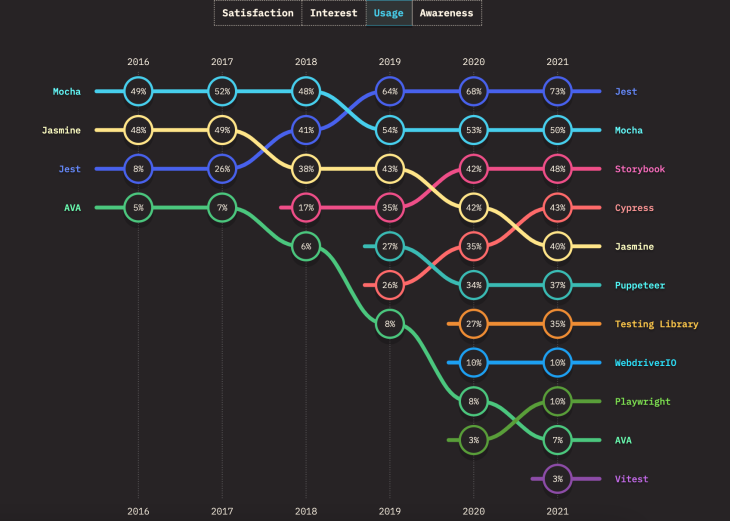 Satisfaction Interest Usage Awareness
2016 2017 2018 2019 2020 2021
Mocha 49% 52% 48% 64% 68% 73% Jest
Jasmine 48% 49% 41% 54% 53% 50% Mocha
Jest 8% 26% 38% 43% 42% 48% Storybook
AVA 5% 7% 17% 35% 42% 43% Cypress
6% 27% 35% 40% Jasmine
26% 34% 37% Puppeteer
8% 27% 35% Testing Library
10% 10% WebdriverIO
8% 10% Playwright
3% 7% AVA
3% Vitest
2016 2017 2018 2019 2020 2021